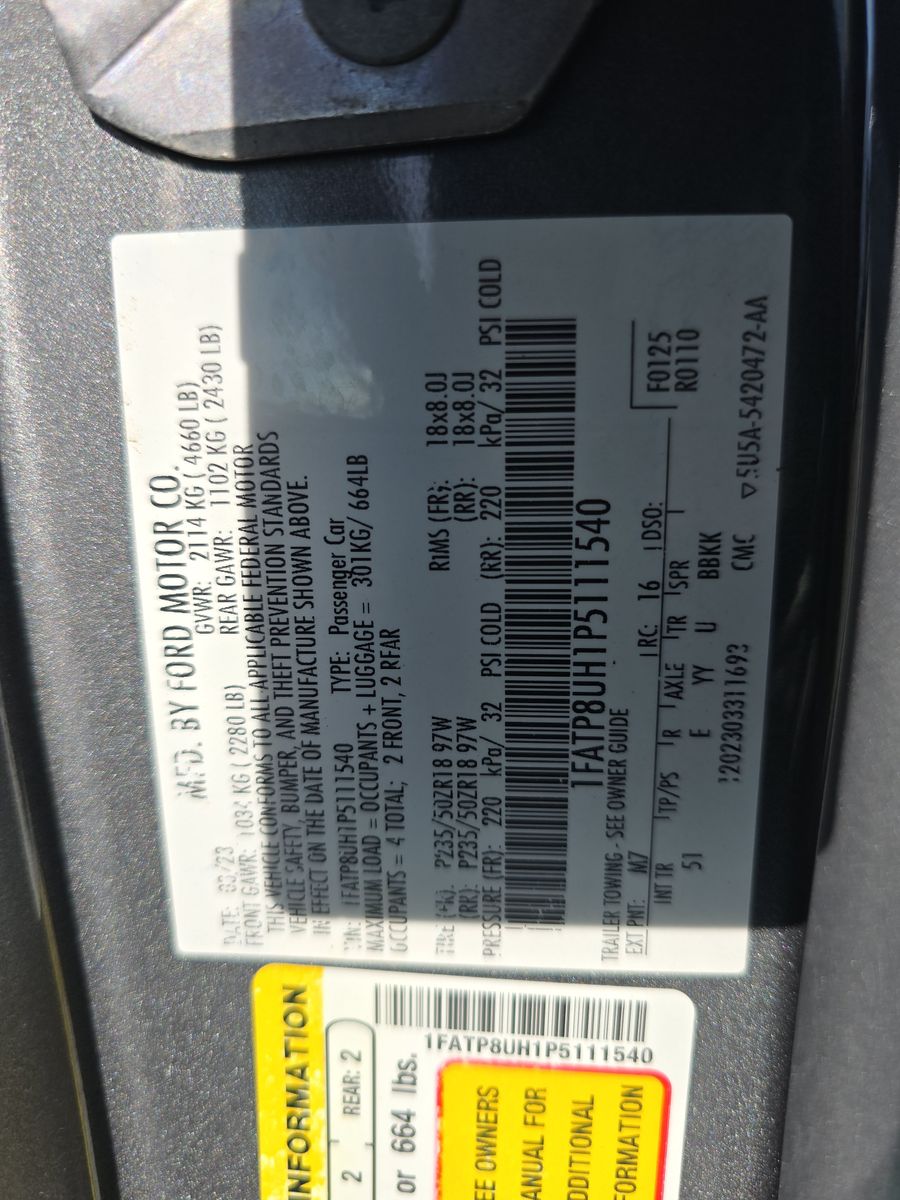 MFD. BY FORD MOTOR CO.
DATE: 03/23 GVWR: 2114 KG ( 4660 LB)
FRONT GAWR: 1034 KG ( 2280 LB) REAR GAWR: 1102 KG ( 2430 LB)
THIS VEHICLE CONFORMS TO ALL APPLICABLE FEDERAL MOTOR
VEHICLE SAFETY, BUMPER, AND THEFT PREVENTION STANDARDS
IN EFFECT ON THE DATE OF MANUFACTURE SHOWN ABOVE.
VIN: 1FATP8UH1P5111540 TYPE: Passenger Car
MAXIMUM LOAD = OCCUPANTS + LUGGAGE = 301KG/ 664LB
OCCUPANTS = 4 TOTAL; 2 FRONT, 2 REAR
TIRE (FR): P235/50ZR18 97W RIMS (FR): 18x8.0J
(RR): P235/50ZR18 97W (RR): 18x8.0J
PRESSURE (FR): 220 kPa/ 32 PSI COLD (RR): 220 kPa/ 32 PSI COLD
1FATP8UH1P5111540
TRAILER TOWING - SEE OWNER GUIDE
F0125
R0110
EXT PNT: M7 RC: 16 DSO:
INT TR TP/PS R AXLE TR SPR
51 E YY U BBKK
12023033111693 CMC 5U5A-5420472-AA
INFORMATION
2 REAR: 2
or 664 lbs.
1FATP8UH1P5111540
EE OWNERS
ANUAL FOR
DDITIONAL
FORMATION